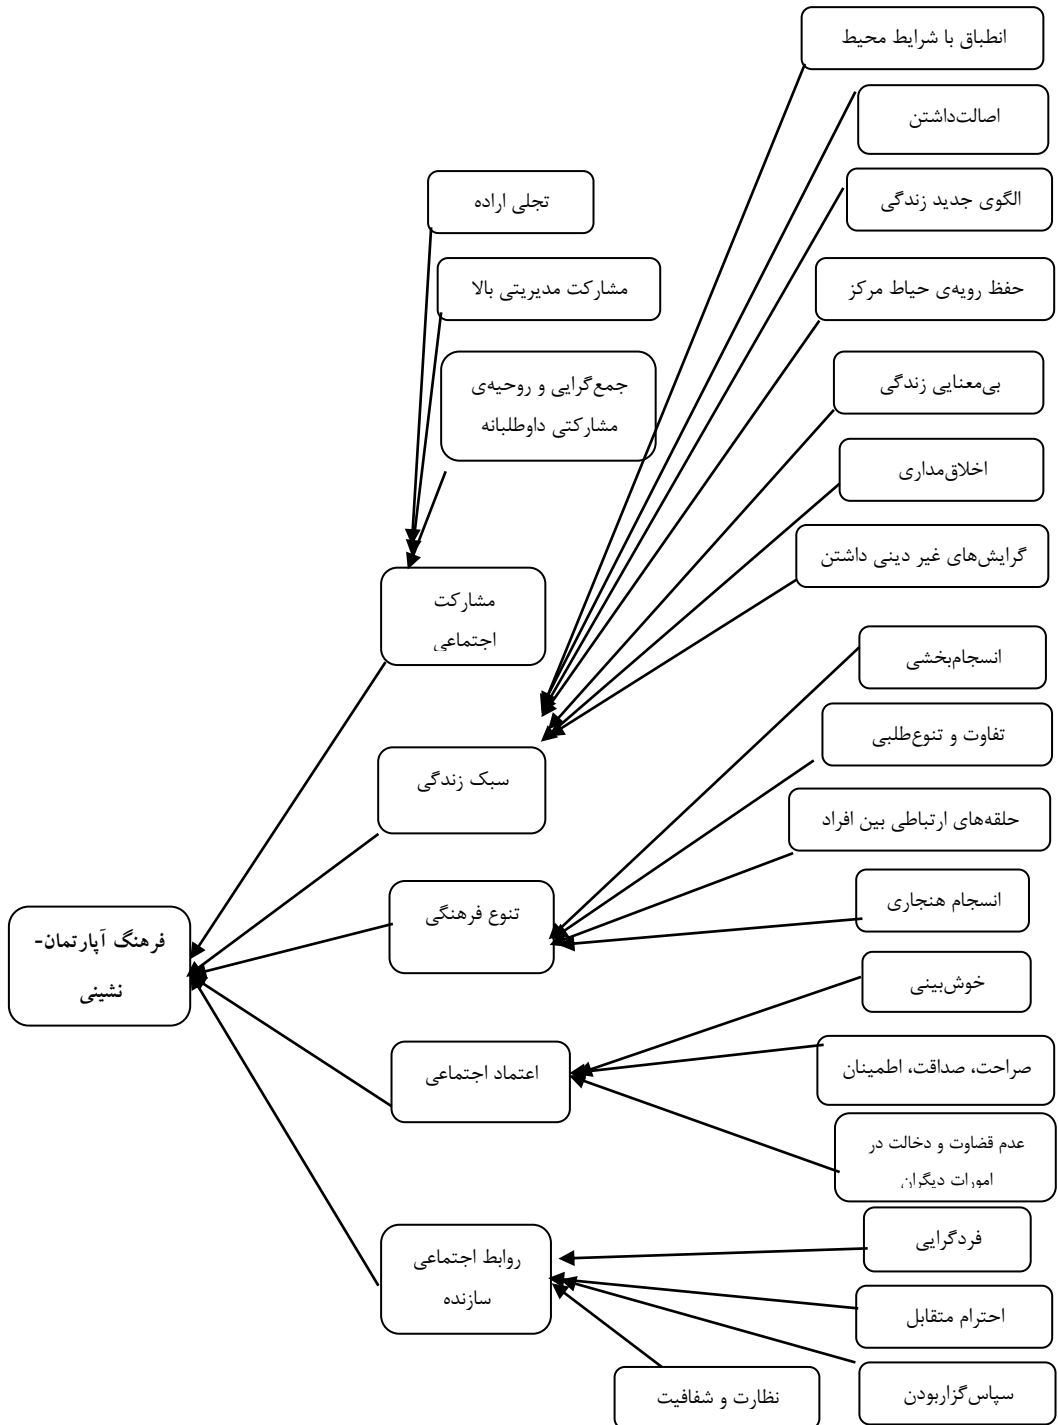 انطباق با شرایط محیط
اصالت‌داشتن
الگوی جدید زندگی
حفظ رویه‌ی حیاط مرکز
بی‌معنایی زندگی
اخلاق‌مداری
گرایش‌های غیر دینی داشتن
انسجام‌بخشی
تفاوت و تنوع‌طلبی
حلقه‌های ارتباطی بین افراد
انسجام هنجاری
خوش‌بینی
صراحت، صداقت، اطمینان
عدم قضاوت و دخالت در
امورات دیگران
فردگرایی
احترام متقابل
سپاس‌گزاربودن
نظارت و شفافیت
تجلی اراده
مشارکت مدیریتی بالا
جمع‌گرایی و روحیه‌ی
مشارکتی داوطلبانه
مشارکت
اجتماعی
سبک زندگی
تنوع فرهنگی
اعتماد اجتماعی
روابط اجتماعی
سازنده
فرهنگ آپارتمان-
نشینی